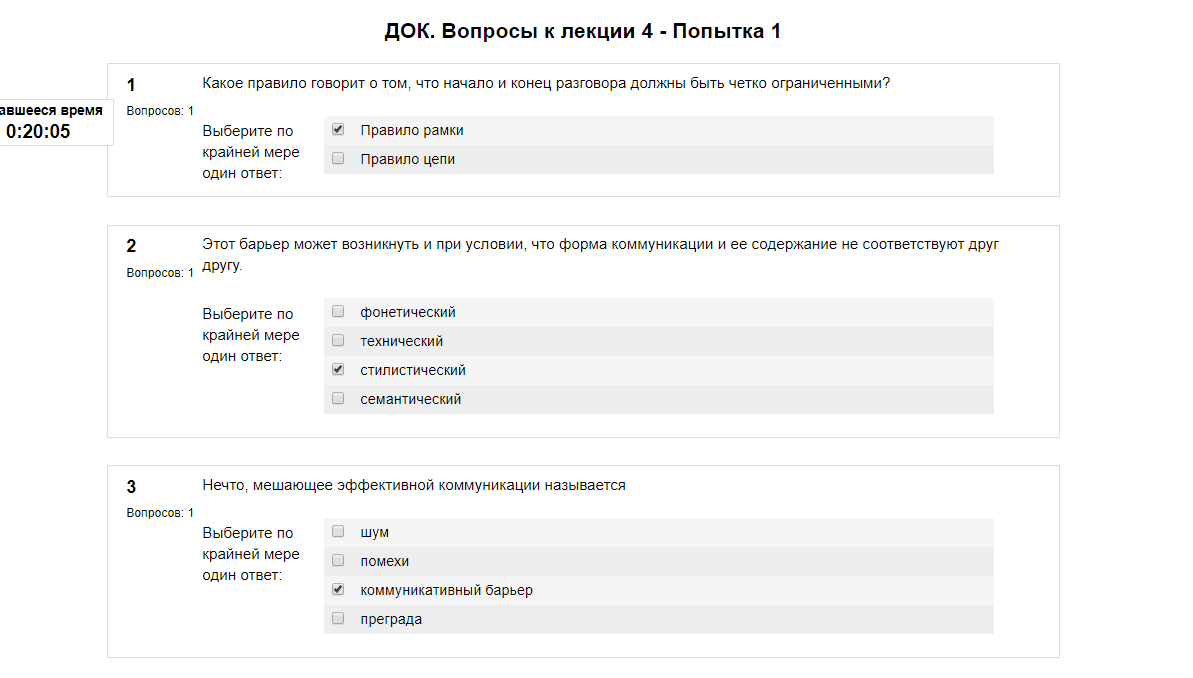 ДОК. Вопросы к лекции 4 - Попытка 1
авшееся время
0:20:05
1
Вопросов: 1
Какое правило говорит о том, что начало и конец разговора должны быть четко ограниченными?
Выберите по
крайней мере
один ответ:
Правило рамки
Правило цепи
2
Вопросов: 1
Этот барьер может возникнуть и при условии, что форма коммуникации и ее содержание не соответствуют друг
другу.
Выберите по
крайней мере
один ответ:
фонетический
технический
стилистический
семантический
3
Вопросов: 1
Нечто, мешающее эффективной коммуникации называется
Выберите по
крайней мере
один ответ:
шум
помехи
коммуникативный барьер
преграда